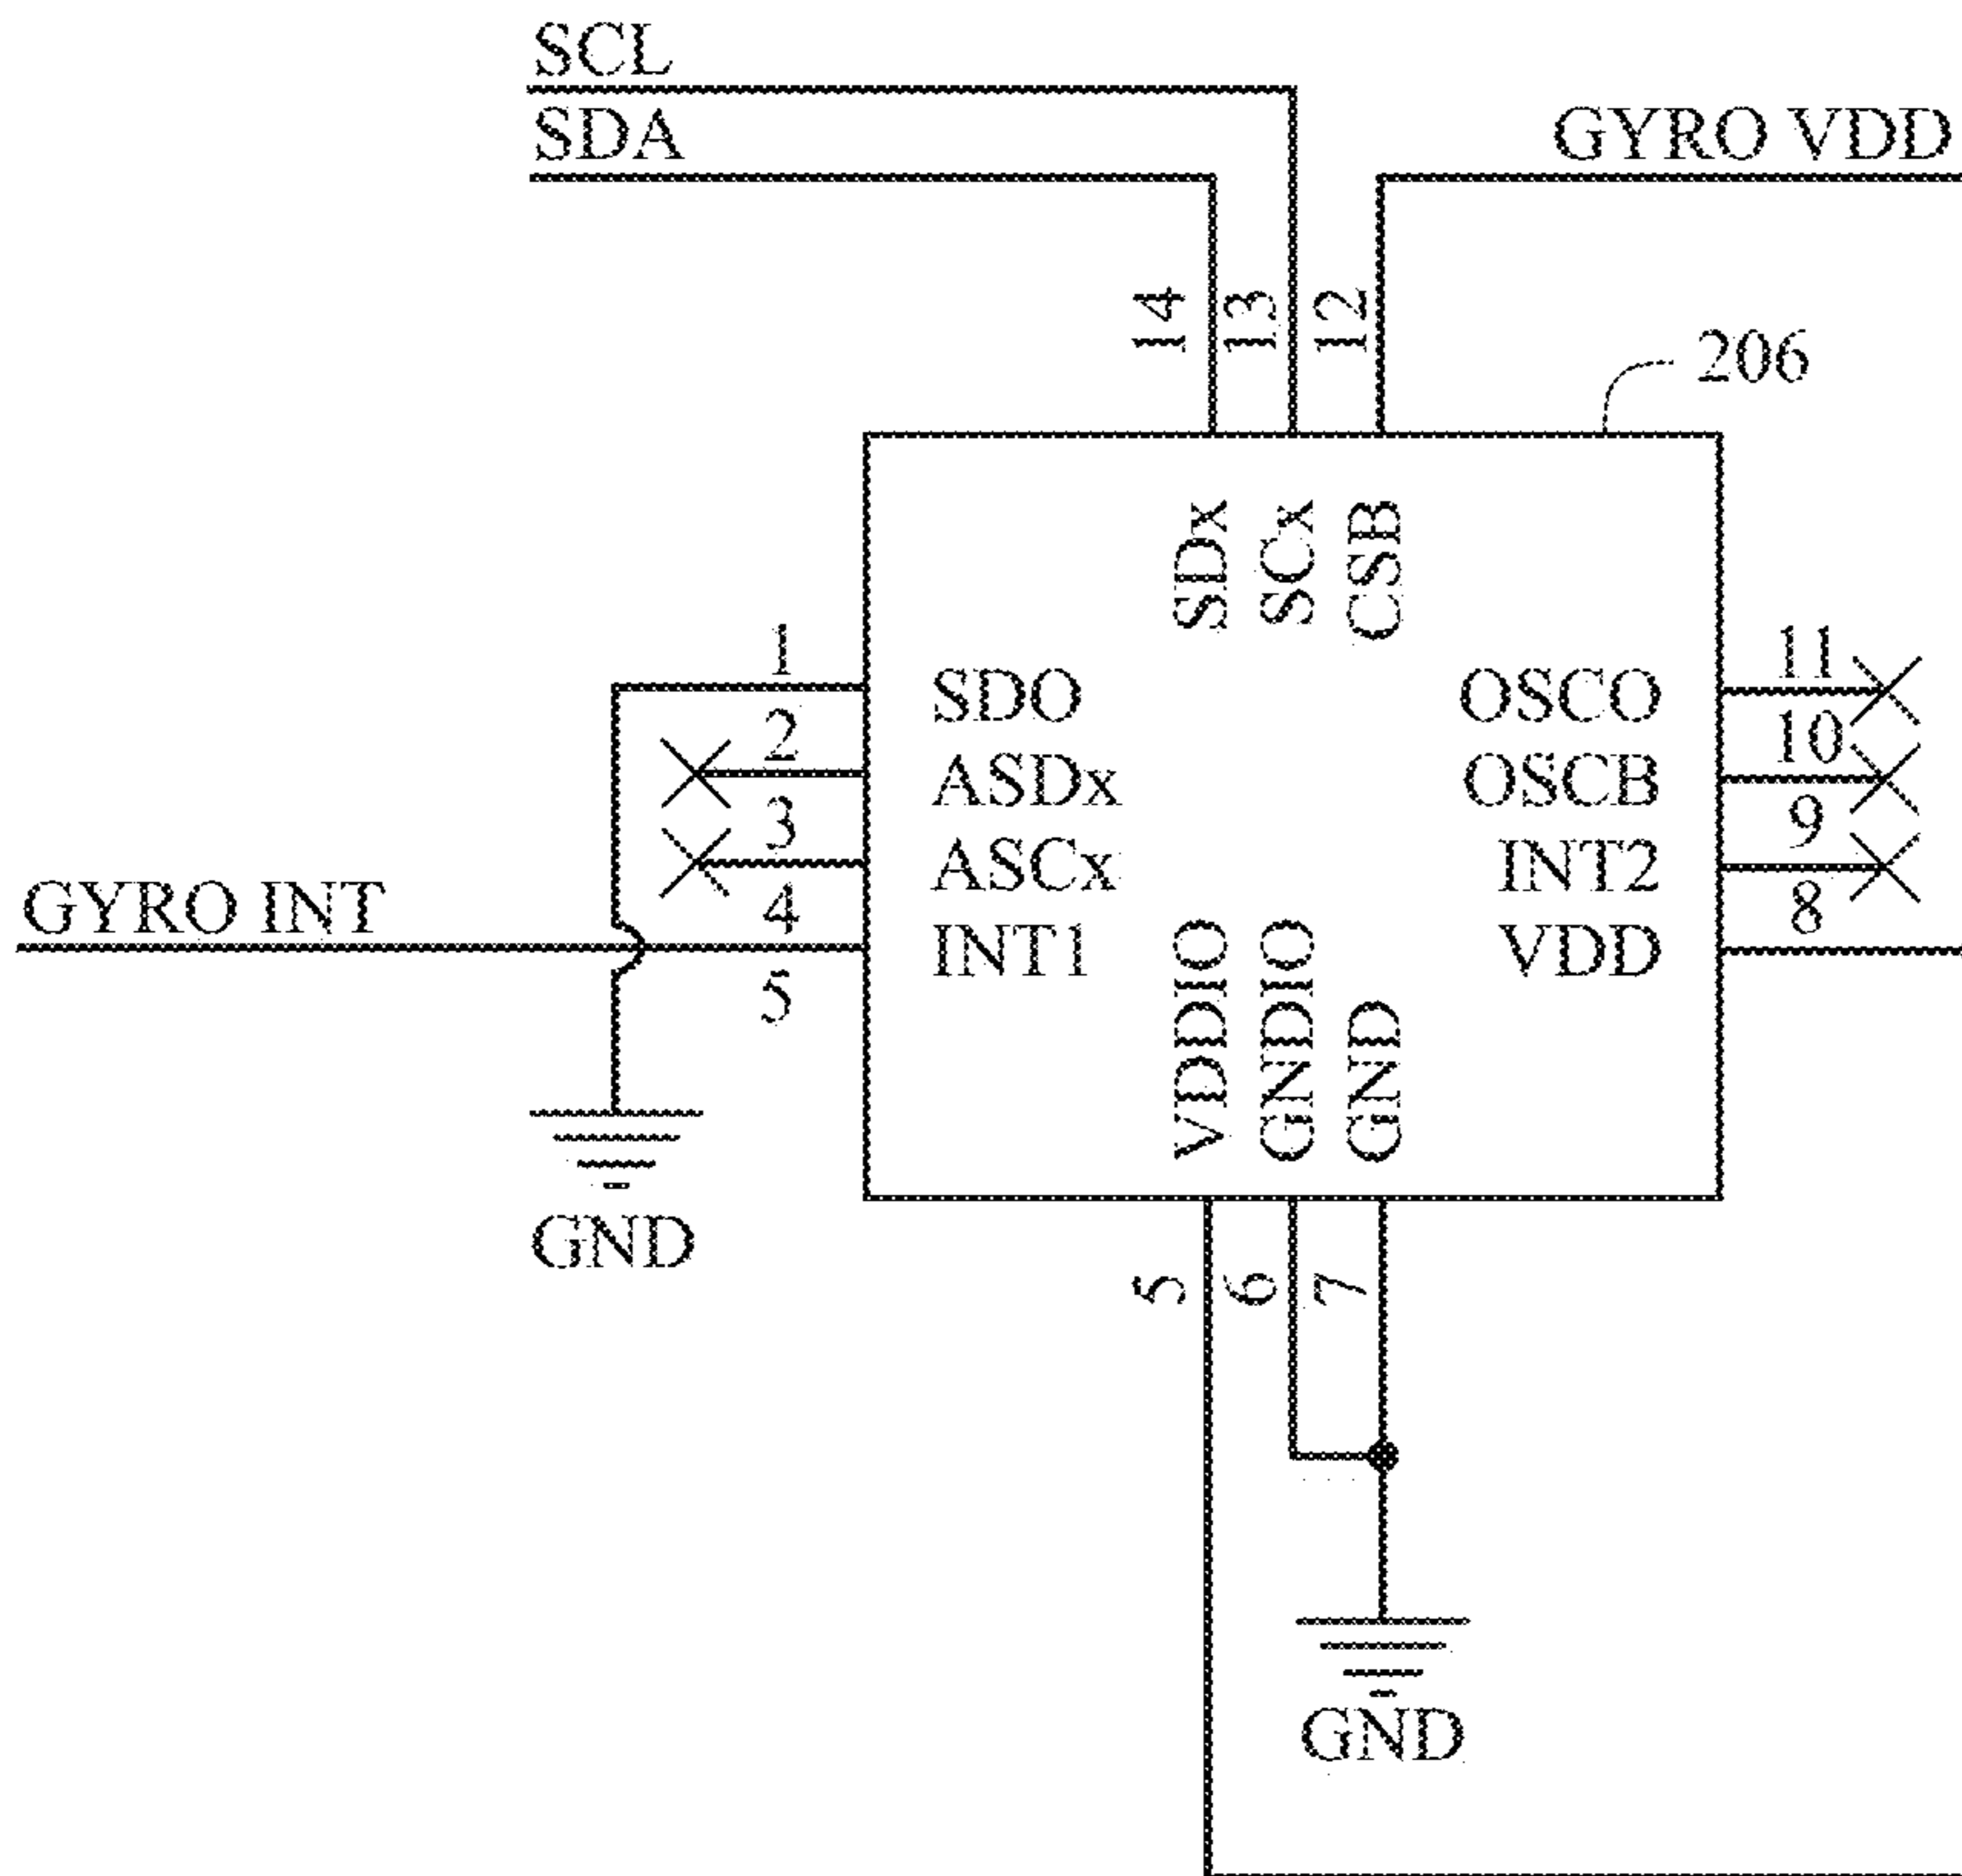 SCL
SDA
GYRO VDD
14
13
12
206
SDx
SCx
CSB
1
SDO
OSCO
11
2
ASDx
OSCB
10
3
ASCx
INT2
9
GYRO INT
4
INT1
VDD
8
5
VDDIO
GNDIO
GND
GND
5
6
7
GND